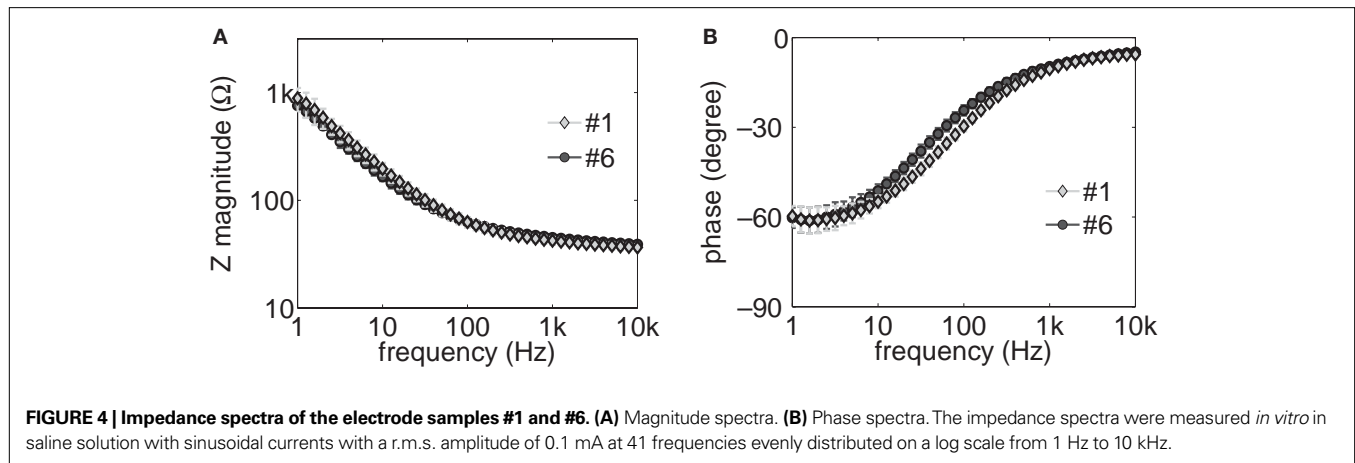 A
Z magnitude (Ω)
1k
100
10
1
10
100
1k
10k
frequency (Hz)
#1
#6
B
phase (degree)
0
−30
−60
−90
1
10
100
1k
10k
frequency (Hz)
#1
#6
FIGURE 4 | Impedance spectra of the electrode samples #1 and #6. (A) Magnitude spectra. (B) Phase spectra. The impedance spectra were measured in vitro in
saline solution with sinusoidal currents with a r.m.s. amplitude of 0.1 mA at 41 frequencies evenly distributed on a log scale from 1 Hz to 10 kHz.